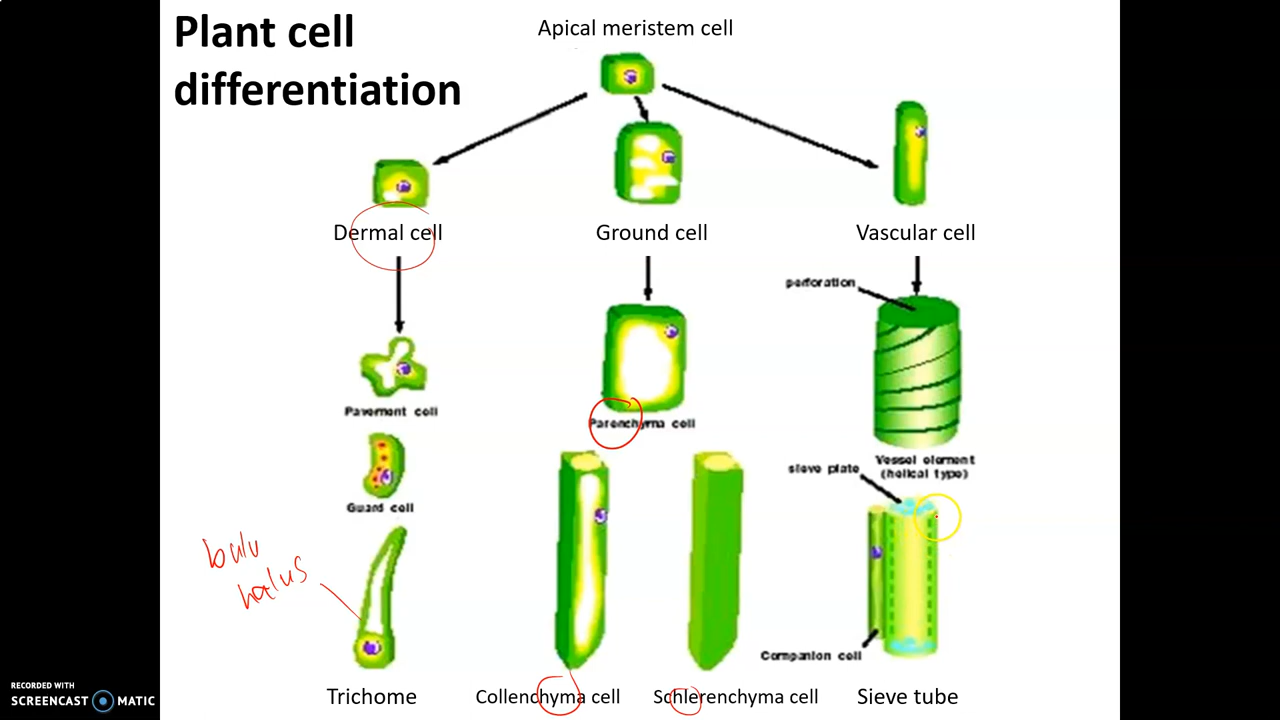 Plant cell
differentiation
Apical meristem cell
Dermal cell
Ground cell
Vascular cell
perforation
Pavement cell
Parenchyma cell
Vessel element
(helical type)
sieve plate
Guard cell
bulu
halus
Companion cell
Trichome
Collenchyma cell
Schlerenchyma cell
Sieve tube
RECORDED WITH
SCREENCAST MATIC